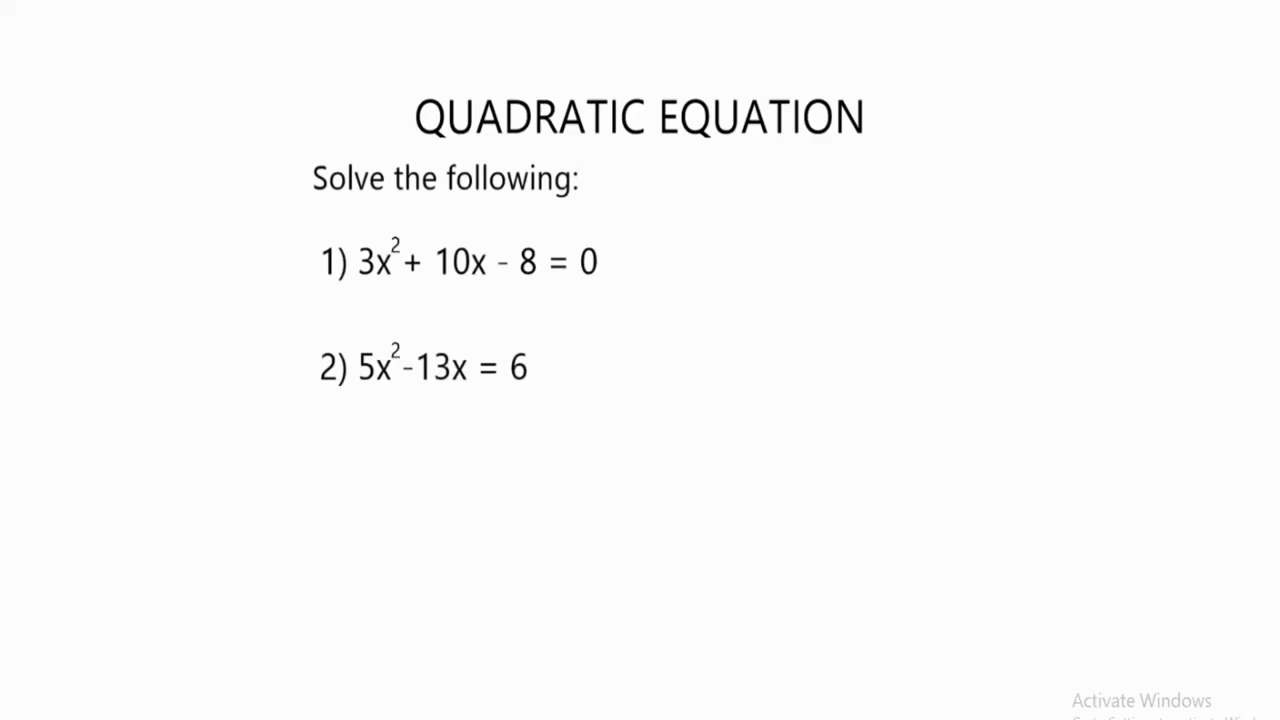 QUADRATIC EQUATION
Solve the following:
1) 3x² + 10x - 8 = 0
2) 5x² -13x = 6
Activate Windows